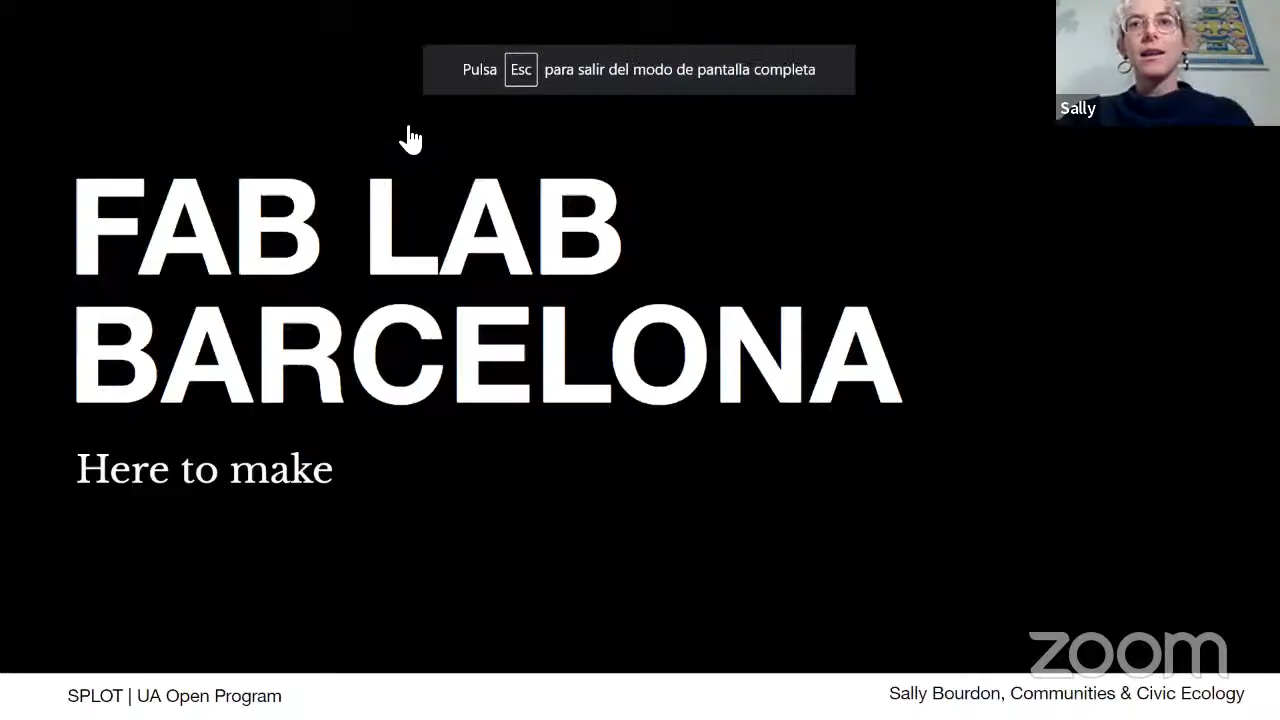 Pulsa Esc para salir del modo de pantalla completa
Sally
FAB LAB
BARCELONA
Here to make
zoom
SPLOT | UA Open Program
Sally Bourdon, Communities & Civic Ecology